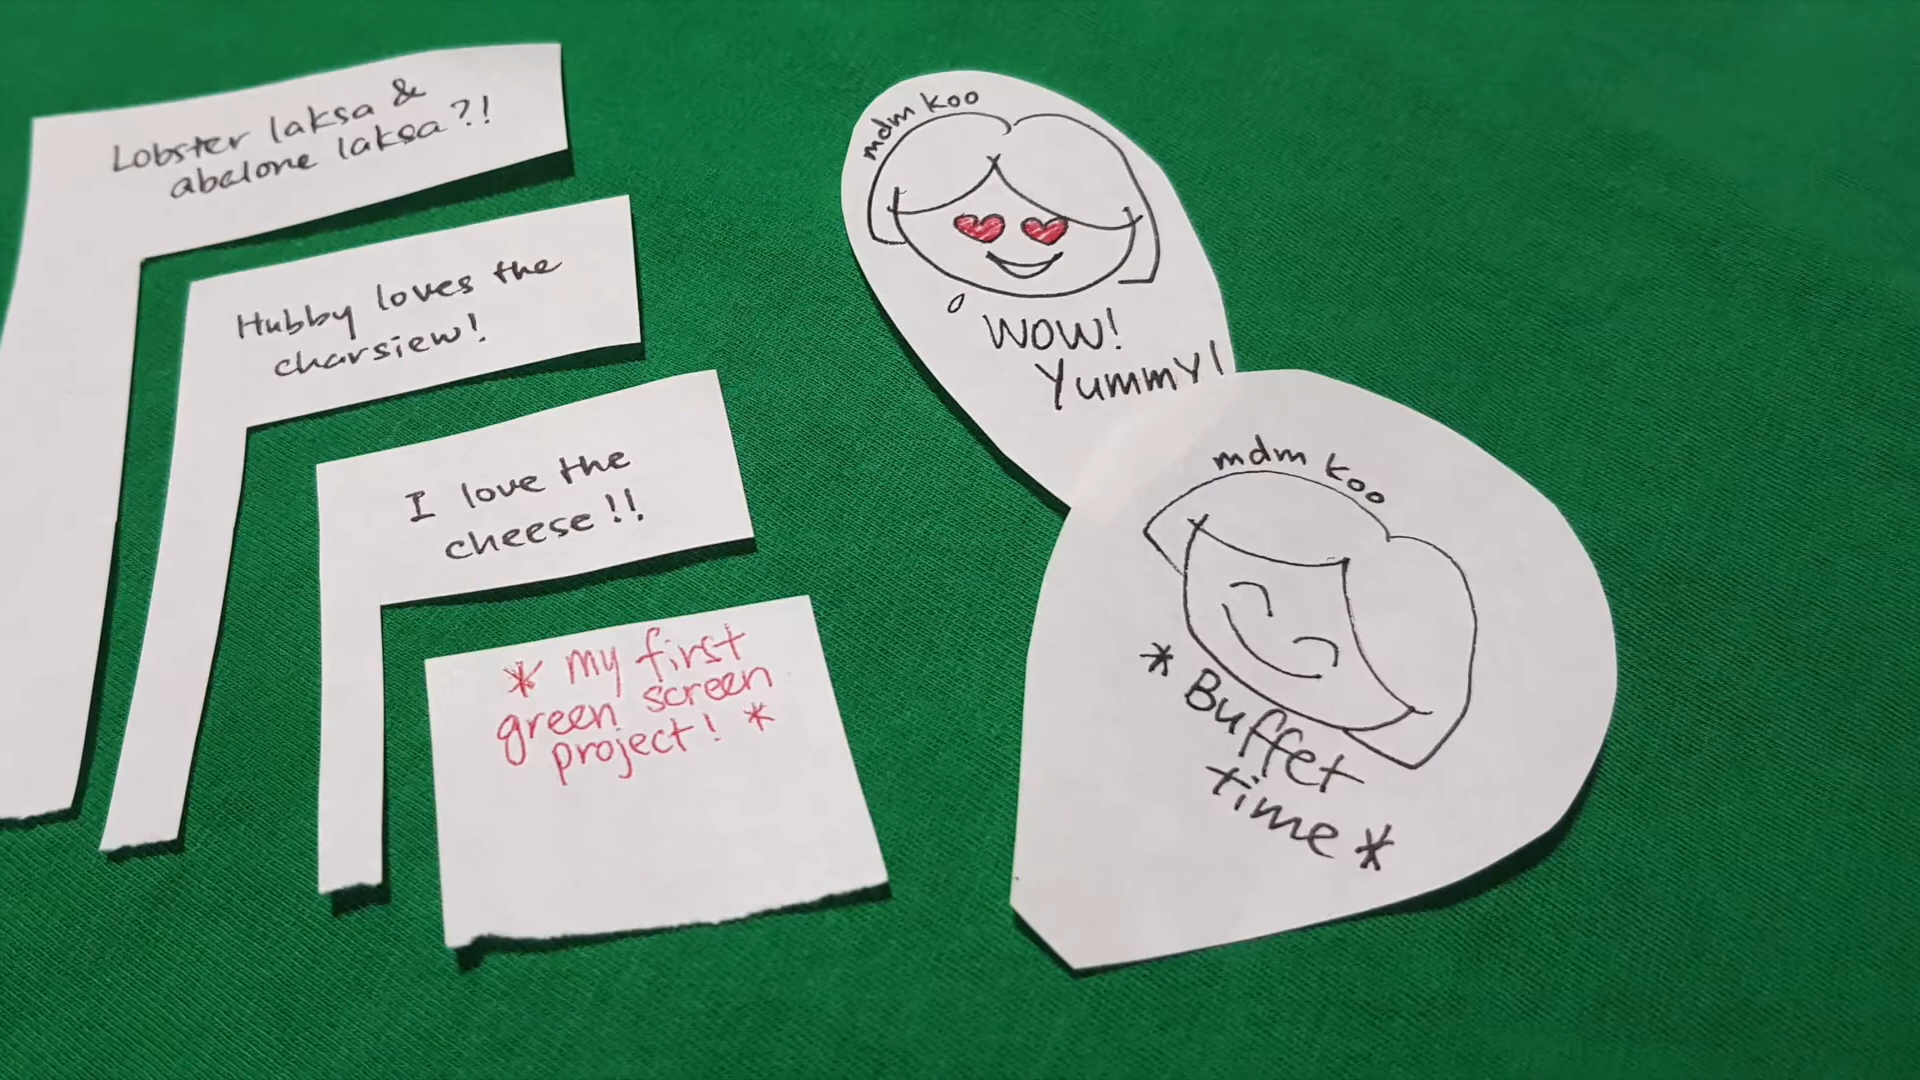 Lobster laksa &
abalone laksa?!
Hubby loves the
charsiew!
I love the
cheese!!
* my first
green screen
project! *
mdm koo
WOW!
Yummy!
mdm koo
* Buffet
time *